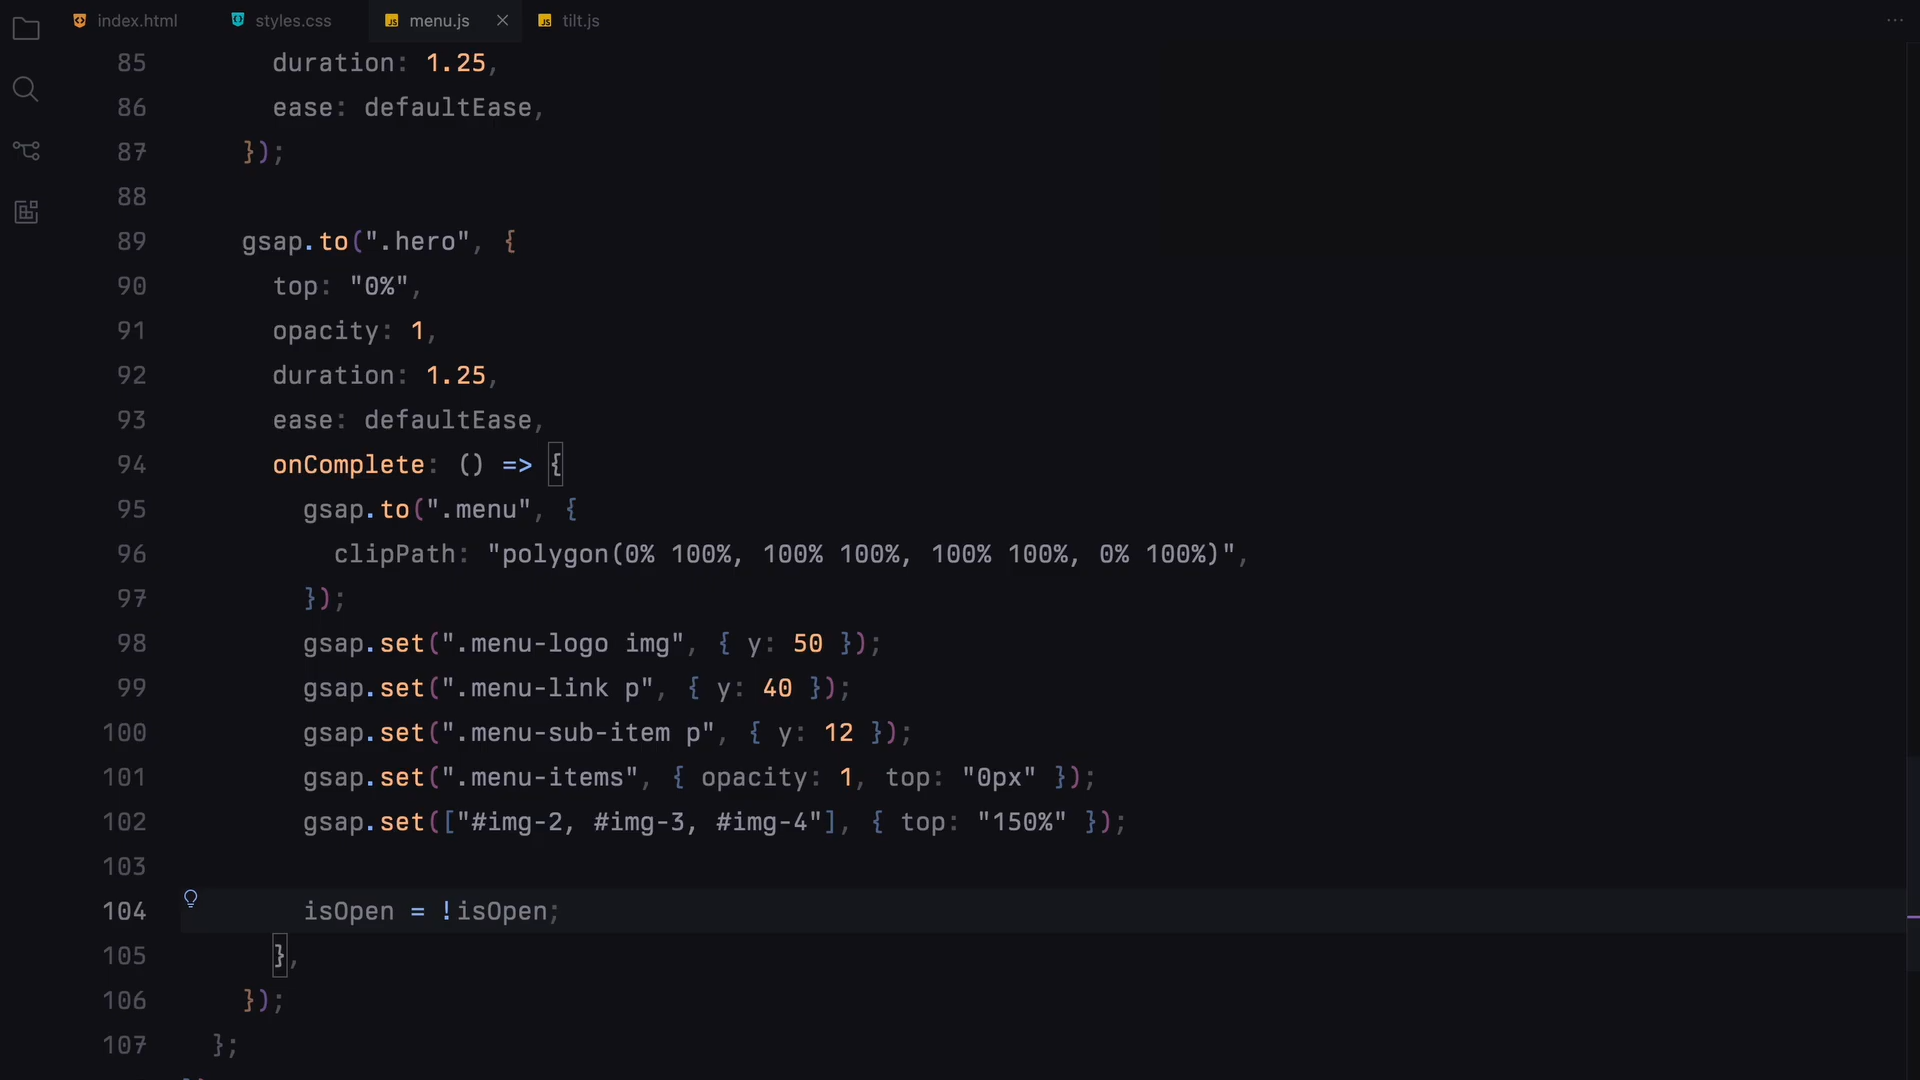 index.html styles.css menu.js tilt.js
85 duration: 1.25,
86 ease: defaultEase,
87 });
88
89 gsap.to(".hero", {
90 top: "0%",
91 opacity: 1,
92 duration: 1.25,
93 ease: defaultEase,
94 onComplete: () => {
95 gsap.to(".menu", {
96 clipPath: "polygon(0% 100%, 100% 100%, 100% 100%, 0% 100%)",
97 });
98 gsap.set(".menu-logo img", { y: 50 });
99 gsap.set(".menu-link p", { y: 40 });
100 gsap.set(".menu-sub-item p", { y: 12 });
101 gsap.set(".menu-items", { opacity: 1, top: "0px" });
102 gsap.set(["#img-2, #img-3, #img-4"], { top: "150%" });
103
104 isOpen = !isOpen;
105 },
106 });
107 };